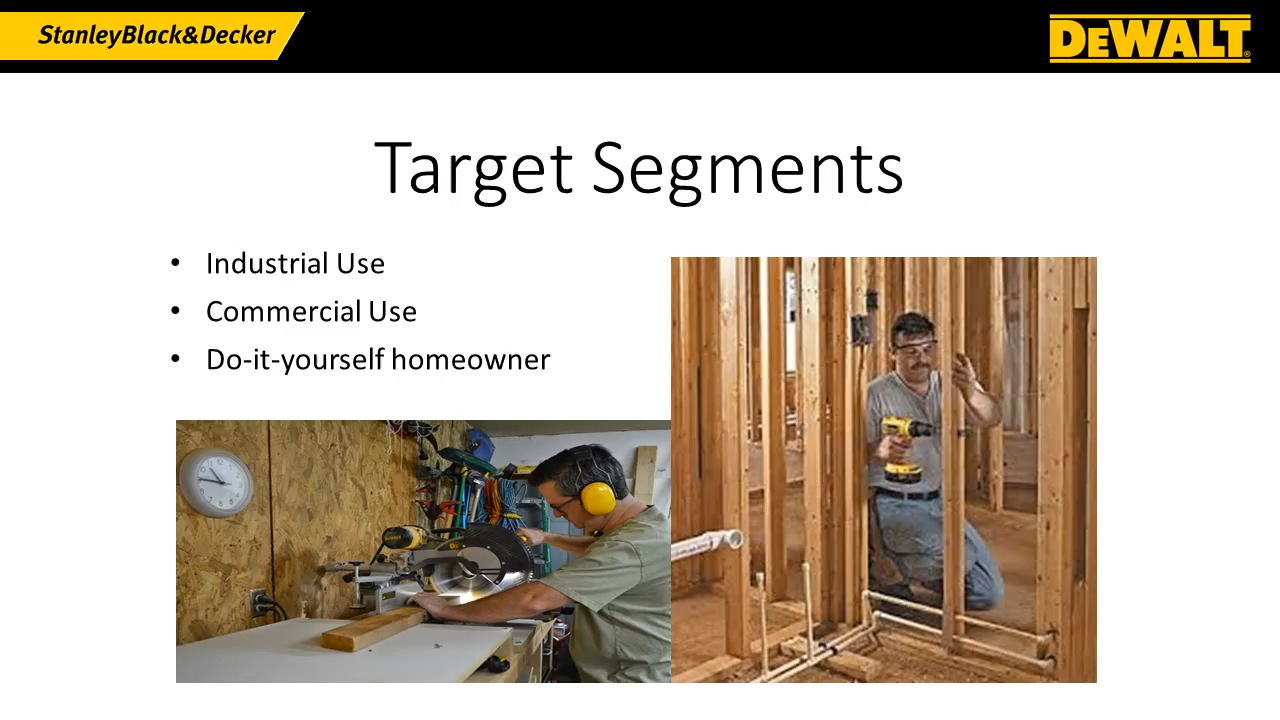 StanleyBlack&Decker
DEWALT®
Target Segments
• Industrial Use
• Commercial Use
• Do-it-yourself homeowner